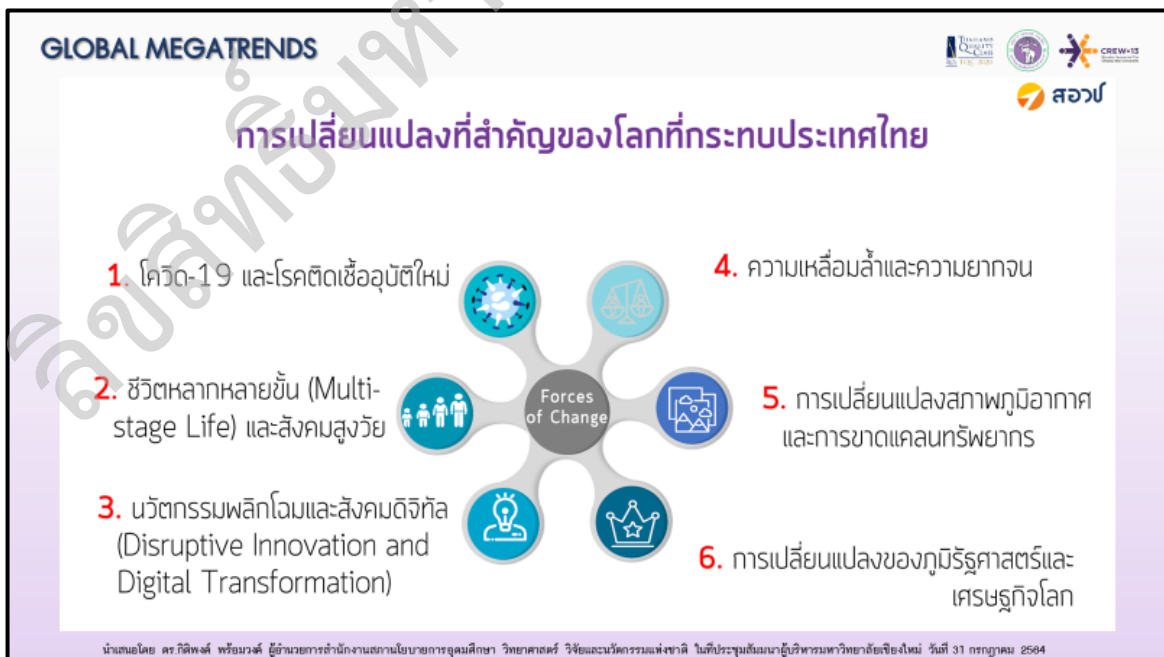 GLOBAL MEGATRENDS
THAILAND
QUALITY
CLASS
TQC 2020
CREW×13
สอวช
การเปลี่ยนแปลงที่สำคัญของโลกที่กระทบประเทศไทย
1. โควิด-19 และโรคติดเชื้ออุบัติใหม่
2. ชีวิตหลากหลายขั้น (Multi-
stage Life) และสังคมสูงวัย
3. นวัตกรรมพลิกโฉมและสังคมดิจิทัล
(Disruptive Innovation and
Digital Transformation)
Forces
of Change
4. ความเหลื่อมล้ำและความยากจน
5. การเปลี่ยนแปลงสภาพภูมิอากาศ
และการขาดแคลนทรัพยากร
6. การเปลี่ยนแปลงของภูมิรัฐศาสตร์และ
เศรษฐกิจโลก
นำเสนอโดย ดร.กิติพงค์ พร้อมวงค์ ผู้อำนวยการสำนักงานสภานโยบายการอุดมศึกษา วิทยาศาสตร์ วิจัยและนวัตกรรมแห่งชาติ ในที่ประชุมสัมมนาผู้บริหารมหาวิทยาลัยเชียงใหม่ วันที่ 31 กรกฎาคม 2564